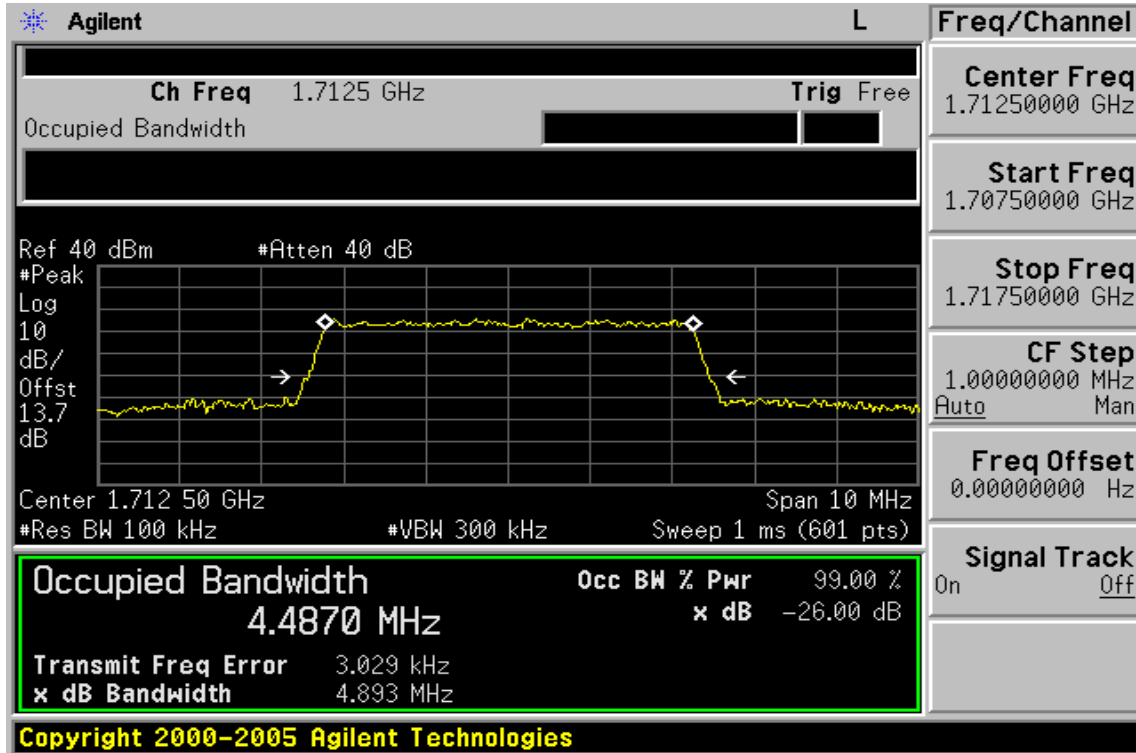 Agilent L Freq/Channel
Ch Freq 1.7125 GHz Trig Free
Occupied Bandwidth
Center Freq
1.71250000 GHz
Start Freq
1.70750000 GHz
Stop Freq
1.71750000 GHz
CF Step
1.00000000 MHz
Auto Man
Freq Offset
0.00000000 Hz
Signal Track
On Off
Ref 40 dBm #Atten 40 dB
#Peak
Log
10
dB/
Offst
13.7
dB
Center 1.712 50 GHz Span 10 MHz
#Res BW 100 kHz #VBW 300 kHz Sweep 1 ms (601 pts)
Occupied Bandwidth Occ BW % Pwr 99.00 %
4.4870 MHz x dB -26.00 dB
Transmit Freq Error 3.029 kHz
x dB Bandwidth 4.893 MHz
Copyright 2000-2005 Agilent Technologies